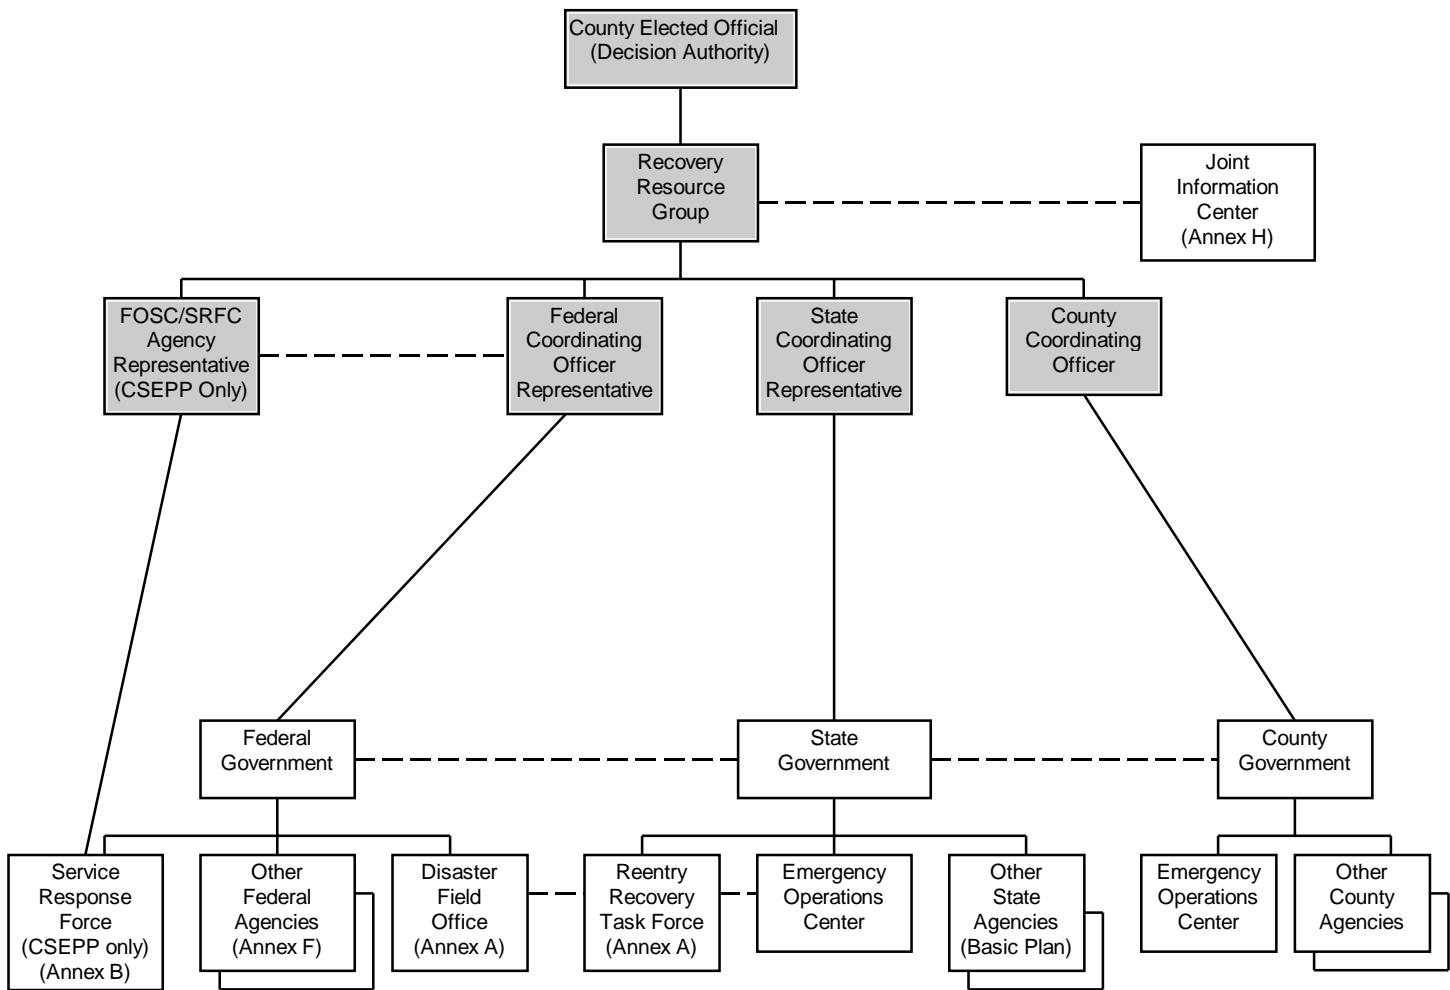 County Elected Official
(Decision Authority)
Recovery
Resource
Group
Joint
Information
Center
(Annex H)
FOSC/SRFC
Agency
Representative
(CSEPP Only)
Federal
Coordinating
Officer
Representative
State
Coordinating
Officer
Representative
County
Coordinating
Officer
Federal
Government
State
Government
County
Government
Service
Response
Force
(CSEPP only)
(Annex B)
Other
Federal
Agencies
(Annex F)
Disaster
Field
Office
(Annex A)
Reentry
Recovery
Task Force
(Annex A)
Emergency
Operations
Center
Other
State
Agencies
(Basic Plan)
Emergency
Operations
Center
Other
County
Agencies